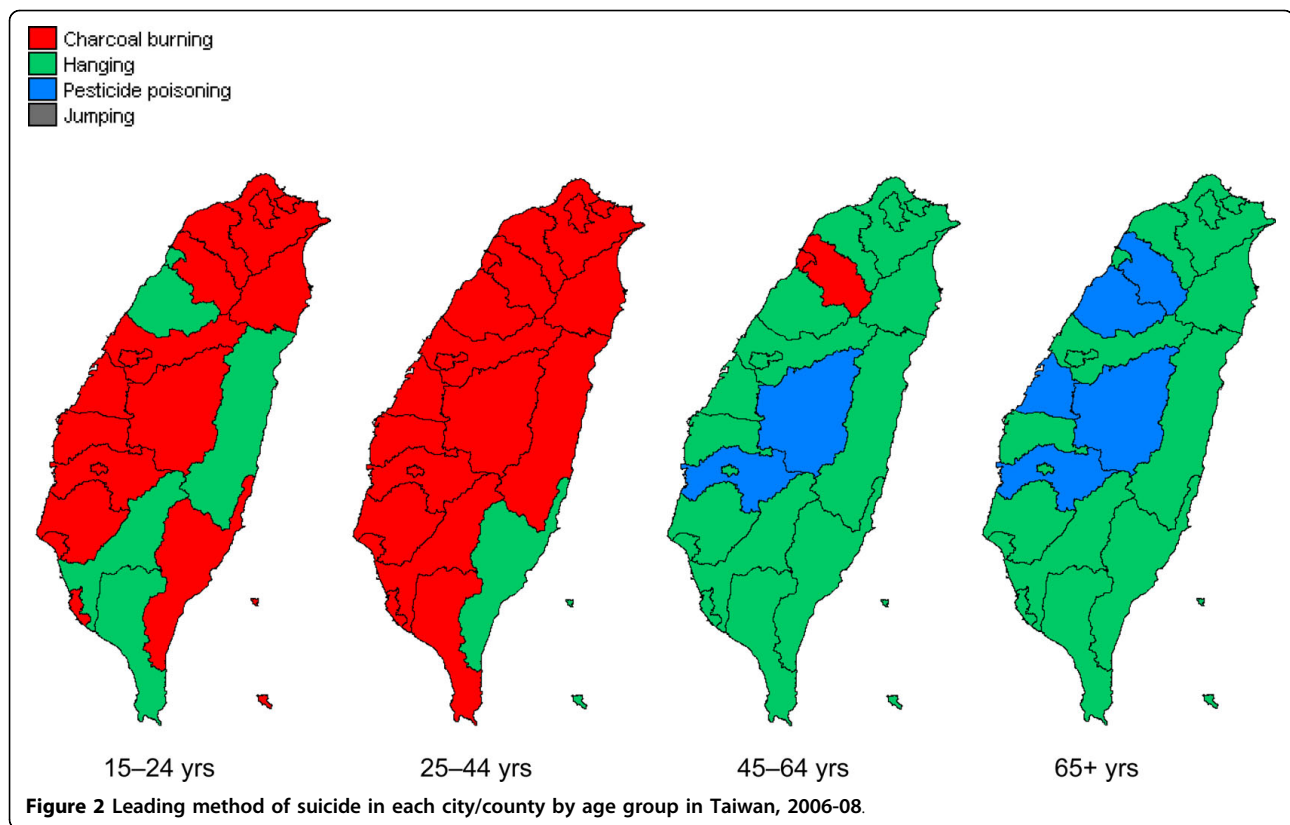 Charcoal burning
Hanging
Pesticide poisoning
Jumping
15–24 yrs
25–44 yrs
45–64 yrs
65+ yrs
Figure 2 Leading method of suicide in each city/county by age group in Taiwan, 2006-08.